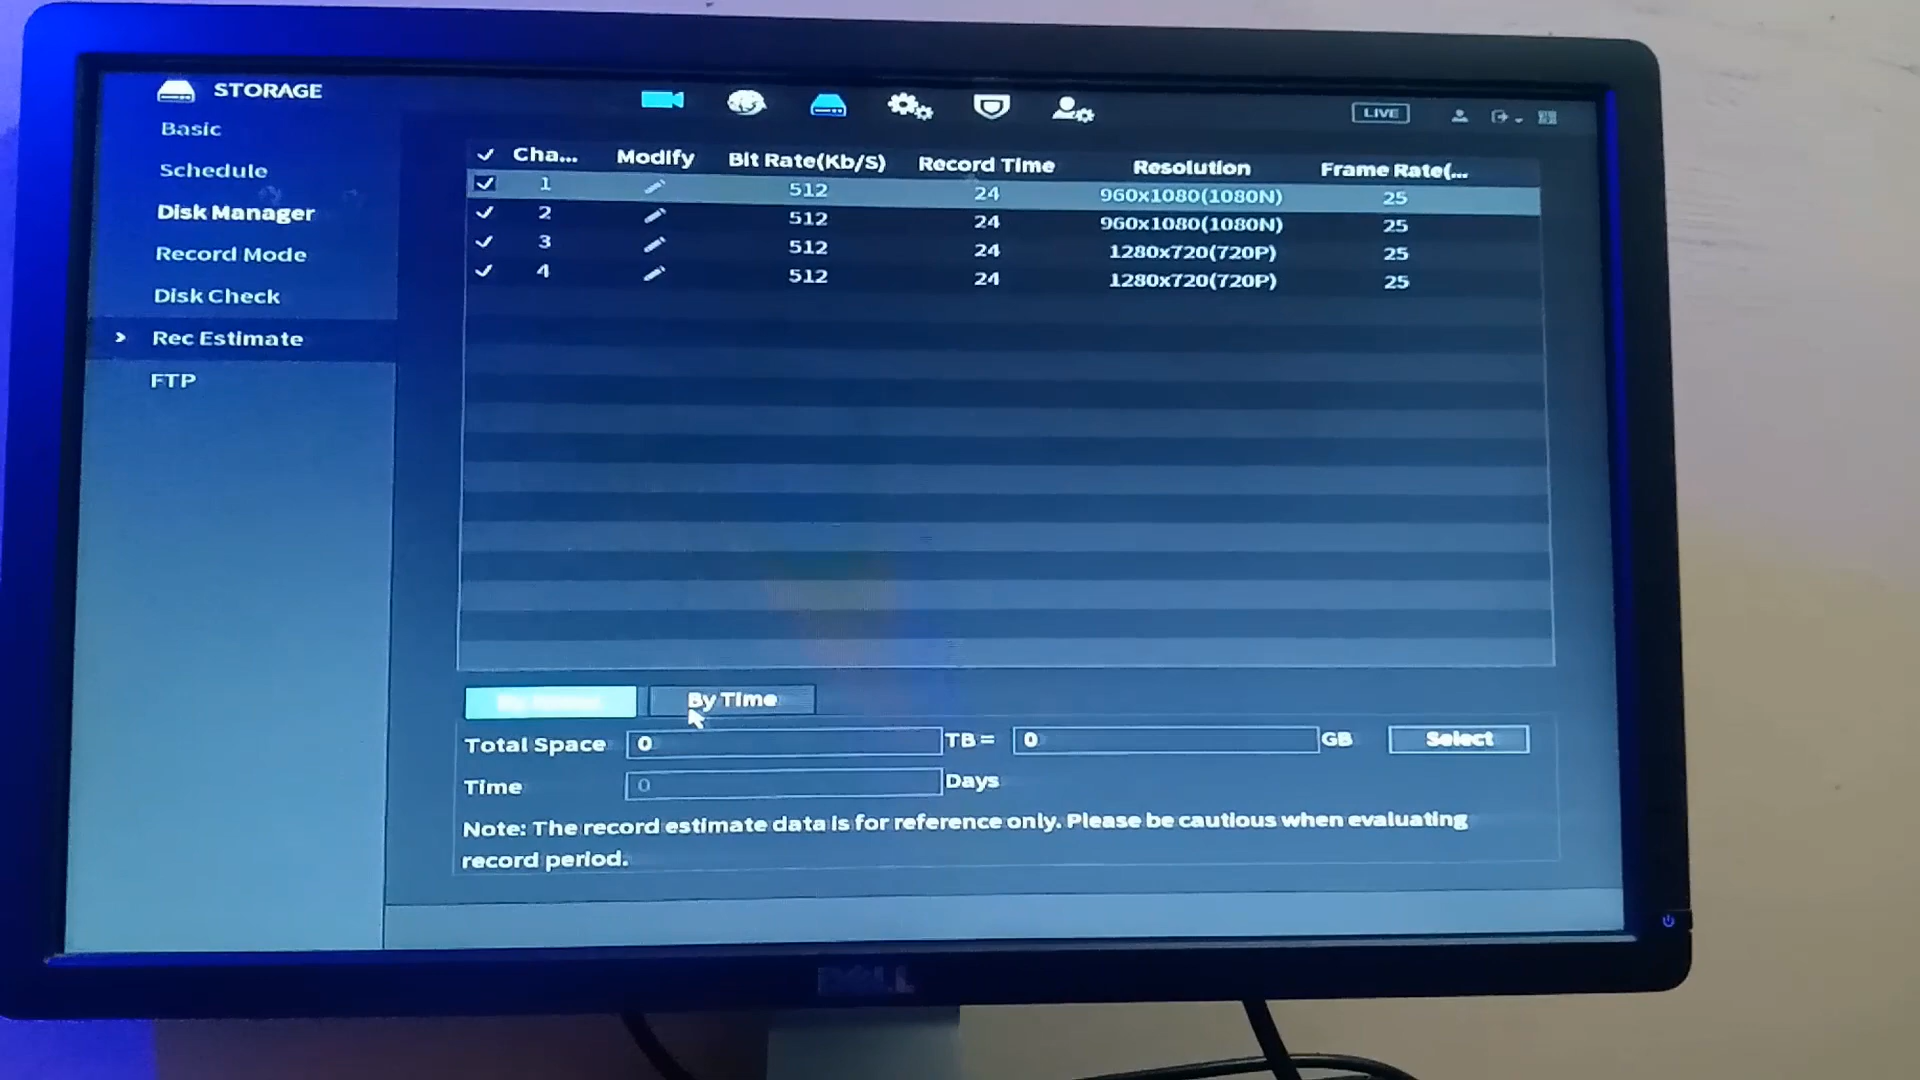 STORAGE
LIVE
Basic
Schedule
Disk Manager
Record Mode
Disk Check
> Rec Estimate
FTP
Cha... Modify Bit Rate(Kb/S) Record Time Resolution Frame Rate(...
1 512 24 960x1080(1080N) 25
2 512 24 960x1080(1080N) 25
3 512 24 1280x720(720P) 25
4 512 24 1280x720(720P) 25
By Time
Total Space 0 TB= 0 GB Select
Time 0 Days
Note: The record estimate data is for reference only. Please be cautious when evaluating
record period.
DELL